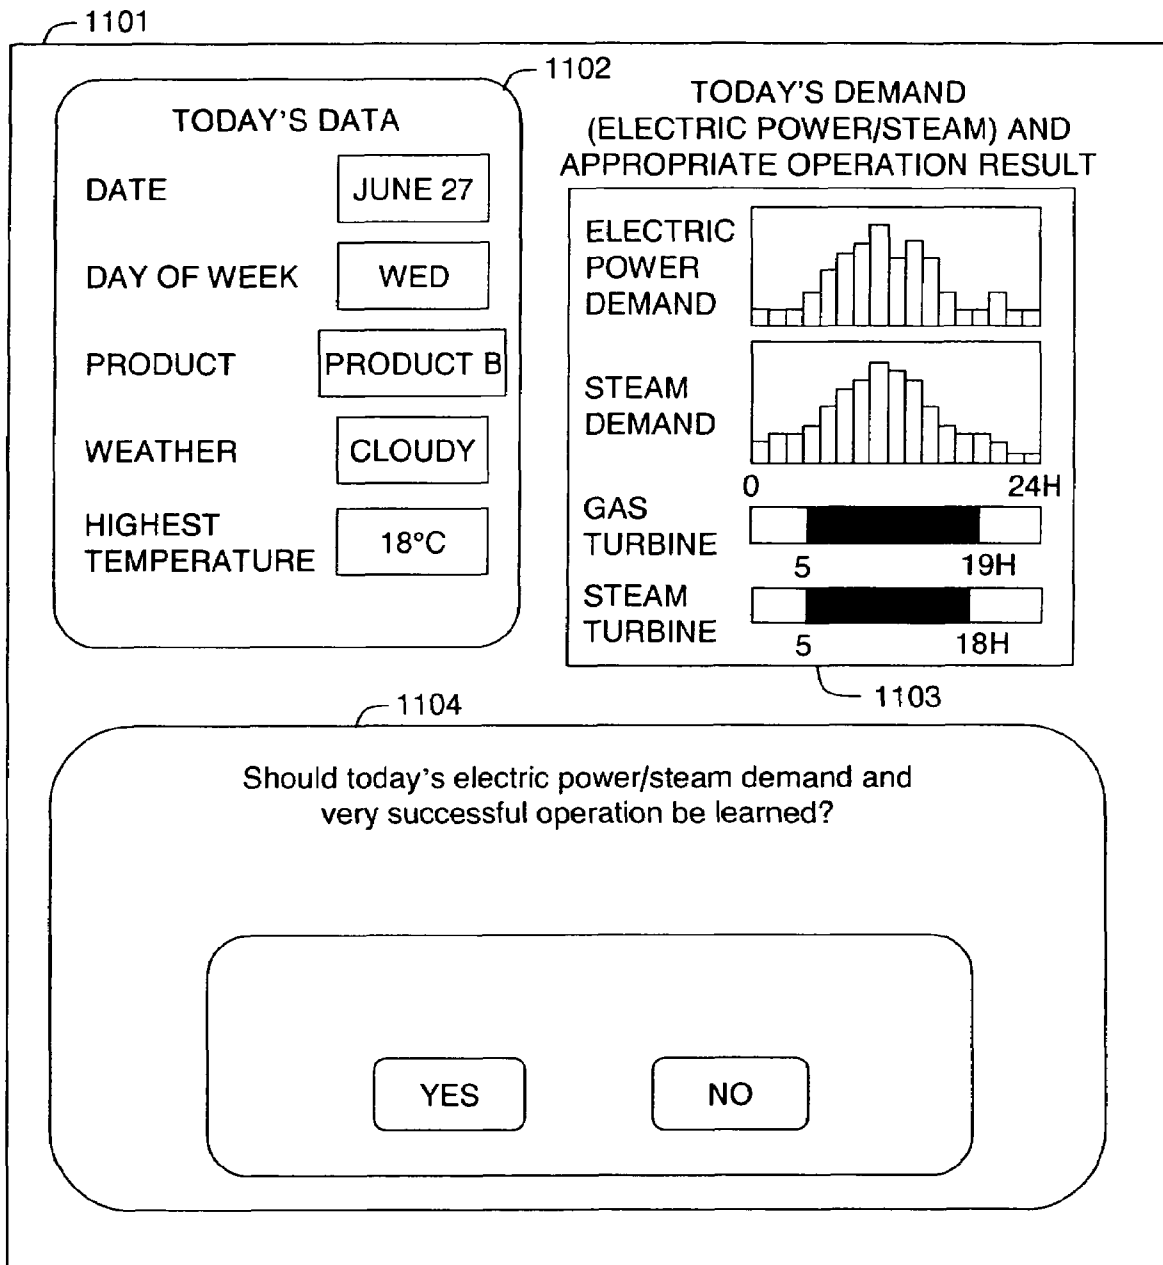 1101
1102
TODAY'S DATA
DATE
JUNE 27
DAY OF WEEK
WED
PRODUCT
PRODUCT B
WEATHER
CLOUDY
HIGHEST
TEMPERATURE
18°C
TODAY'S DEMAND
(ELECTRIC POWER/STEAM) AND
APPROPRIATE OPERATION RESULT
ELECTRIC
POWER
DEMAND
STEAM
DEMAND
0
24H
GAS
TURBINE
5
19H
STEAM
TURBINE
5
18H
1103
1104
Should today's electric power/steam demand and
very successful operation be learned?
YES
NO